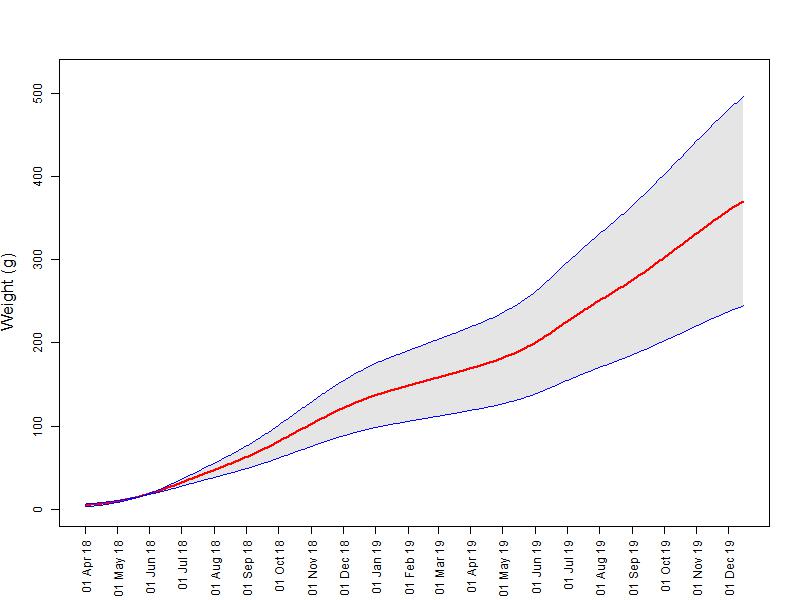 Weight (g)
500
400
300
200
100
0
01 Apr 18
01 May 18
01 Jun 18
01 Jul 18
01 Aug 18
01 Sep 18
01 Oct 18
01 Nov 18
01 Dec 18
01 Jan 19
01 Feb 19
01 Mar 19
01 Apr 19
01 May 19
01 Jun 19
01 Jul 19
01 Aug 19
01 Sep 19
01 Oct 19
01 Nov 19
01 Dec 19